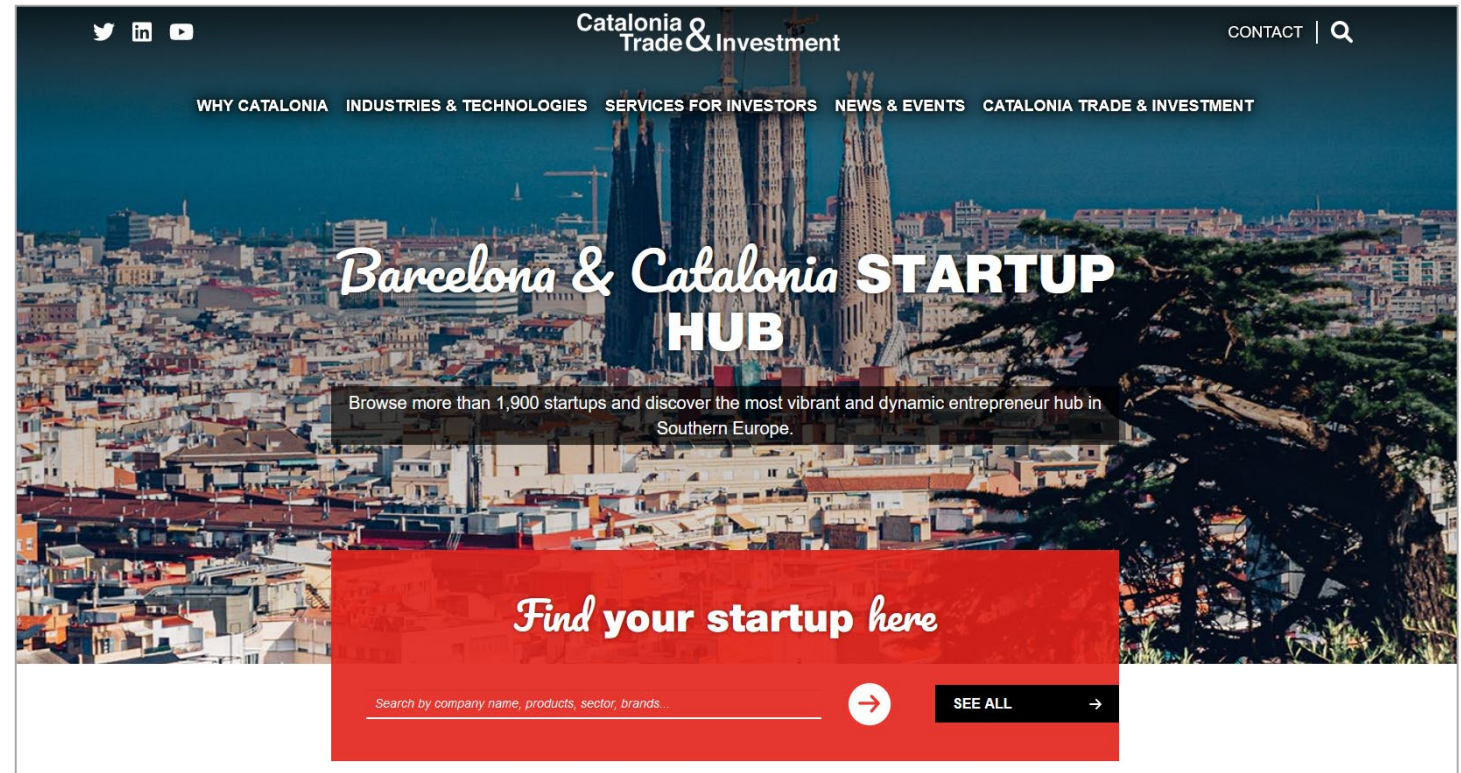 Catalonia
Trade & Investment
CONTACT
WHY CATALONIA INDUSTRIES & TECHNOLOGIES SERVICES FOR INVESTORS NEWS & EVENTS CATALONIA TRADE & INVESTMENT
Barcelona & Catalonia STARTUP
HUB
Browse more than 1,900 startups and discover the most vibrant and dynamic entrepreneur hub in
Southern Europe.
Find your startup here
Search by company name, products, sector, brands...
SEE ALL